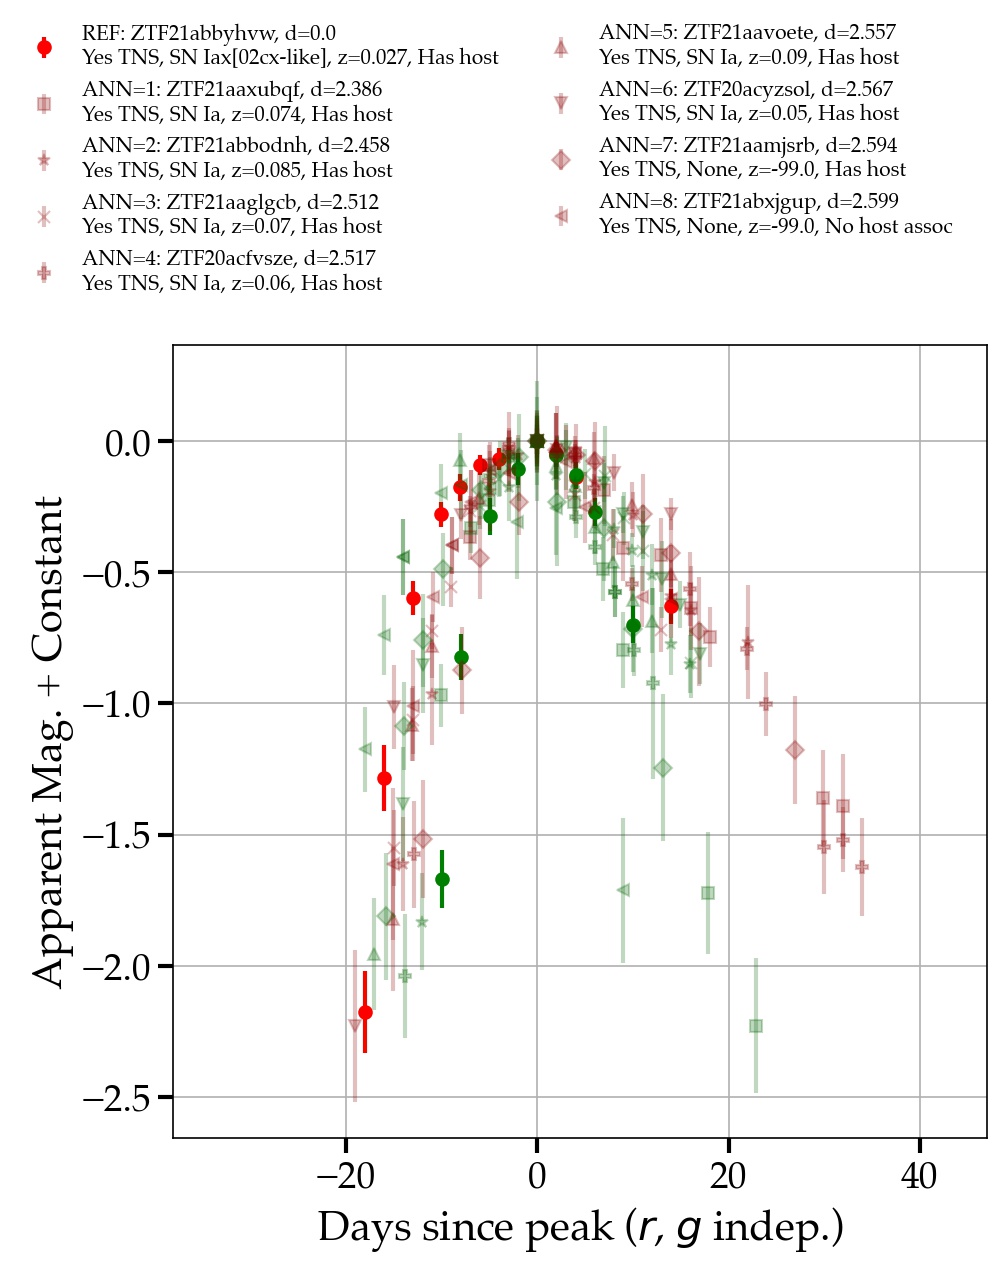 REF: ZTF21abbyhvw, d=0.0
Yes TNS, SN Iax[02cx-like], z=0.027, Has host
ANN=1: ZTF21aaxubqf, d=2.386
Yes TNS, SN Ia, z=0.074, Has host
ANN=2: ZTF21abbodnh, d=2.458
Yes TNS, SN Ia, z=0.085, Has host
ANN=3: ZTF21aaglgcb, d=2.512
Yes TNS, SN Ia, z=0.07, Has host
ANN=4: ZTF20acfvsze, d=2.517
Yes TNS, SN Ia, z=0.06, Has host
ANN=5: ZTF21aavoete, d=2.557
Yes TNS, SN Ia, z=0.09, Has host
ANN=6: ZTF20acyzsol, d=2.567
Yes TNS, SN Ia, z=0.05, Has host
ANN=7: ZTF21aamjsrb, d=2.594
Yes TNS, None, z=-99.0, Has host
ANN=8: ZTF21abxjgup, d=2.599
Yes TNS, None, z=-99.0, No host assoc
Apparent Mag. + Constant
0.0
−0.5
−1.0
−1.5
−2.0
−2.5
−20
0
20
40
Days since peak (r, g indep.)